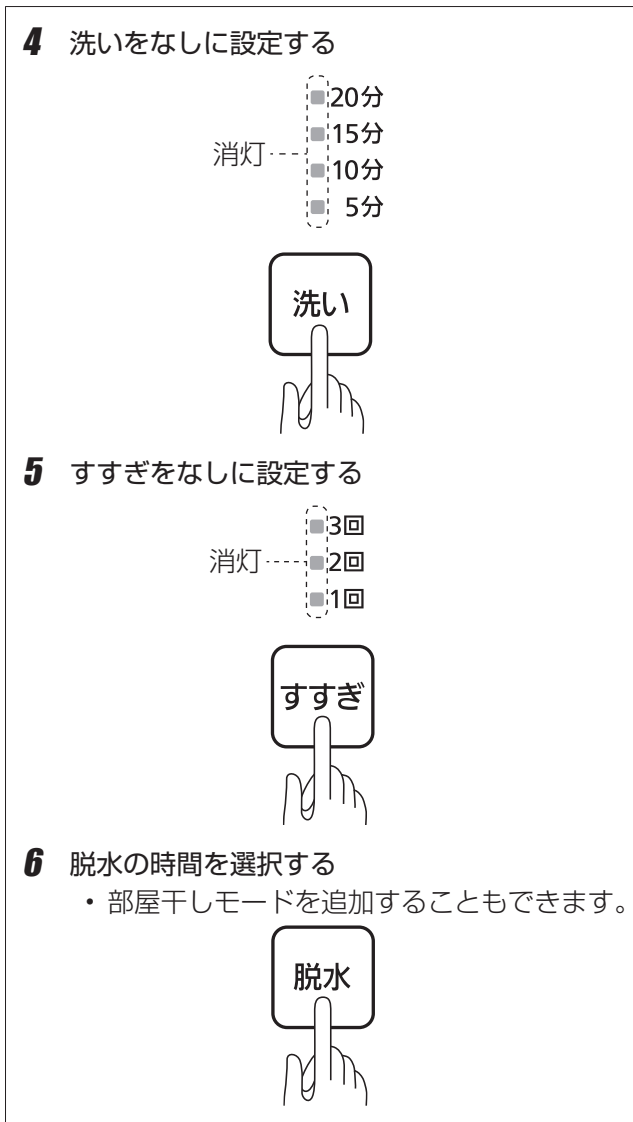 4 洗いをなしに設定する
20分
15分
消灯
10分
5分
洗い
5 すすぎをなしに設定する
3回
消灯 2回
1回
すすぎ
6 脱水の時間を選択する
・部屋干しモードを追加することもできます。
脱水